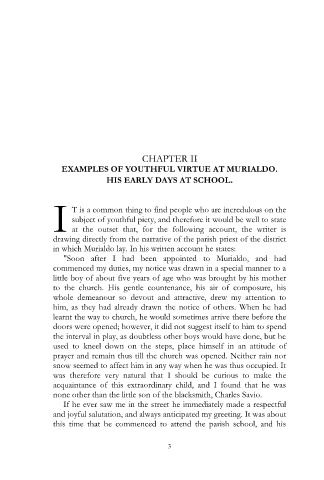 CHAPTER II
EXAMPLES OF YOUTHFUL VIRTUE AT MURIALDO.
HIS EARLY DAYS AT SCHOOL.
IT is a common thing to find people who are incredulous on the
subject of youthful piety, and therefore it would be well to state
at the outset that, for the following account, the writer is
drawing directly from the narrative of the parish priest of the district
in which Murialdo lay. In his written account he states:
"Soon after I had been appointed to Murialdo, and had
commenced my duties, my notice was drawn in a special manner to a
little boy of about five years of age who was brought by his mother
to the church. His gentle countenance, his air of composure, his
whole demeanour so devout and attractive, drew my attention to
him, as they had already drawn the notice of others. When he had
learnt the way to church, he would sometimes arrive there before the
doors were opened; however, it did not suggest itself to him to spend
the interval in play, as doubtless other boys would have done, but he
used to kneel down on the steps, place himself in an attitude of
prayer and remain thus till the church was opened. Neither rain nor
snow seemed to affect him in any way when he was thus occupied. It
was therefore very natural that I should be curious to make the
acquaintance of this extraordinary child, and I found that he was
none other than the little son of the blacksmith, Charles Savio.
If he ever saw me in the street he immediately made a respectful
and joyful salutation, and always anticipated my greeting. It was about
this time that he commenced to attend the parish school, and his
3